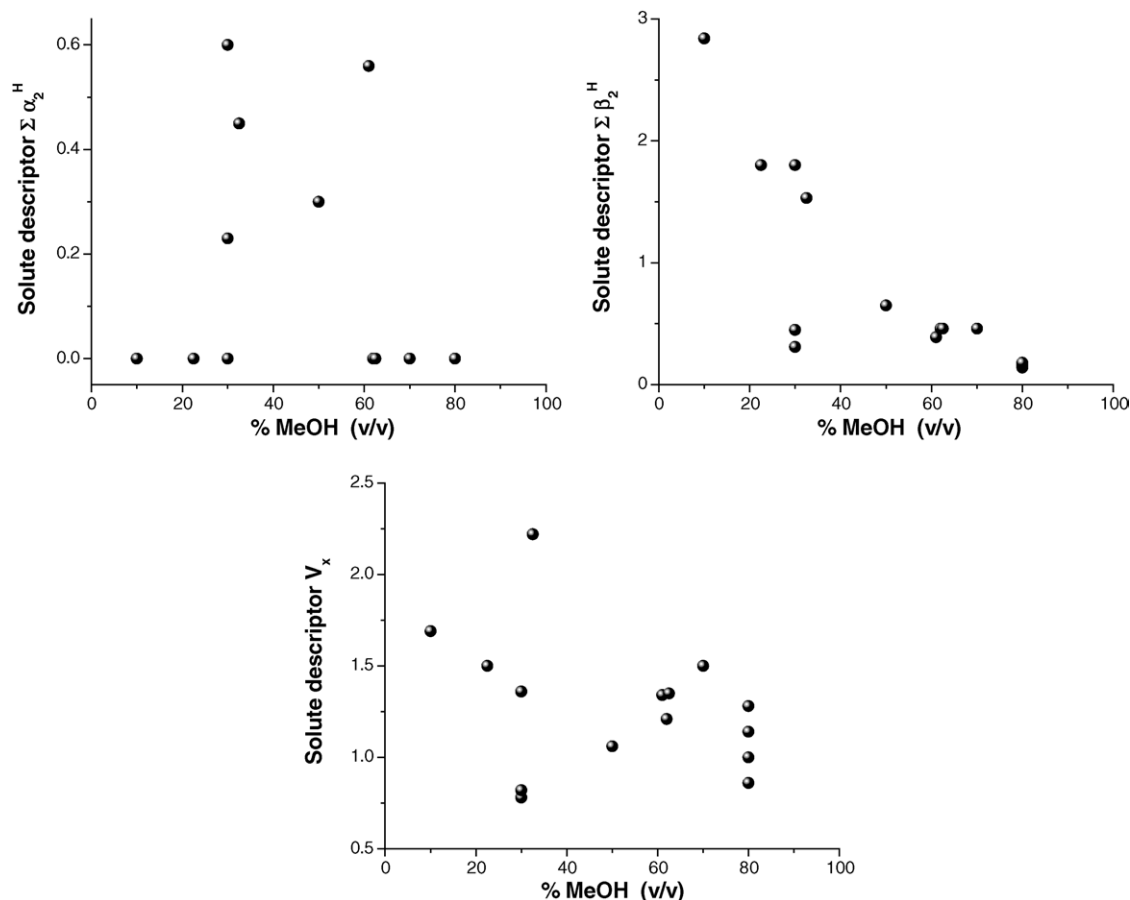 Solute descriptor Σ α₂ᴴ
0.6
0.4
0.2
0.0
0 20 40 60 80 100
% MeOH (v/v)
Solute descriptor Σ β₂ᴴ
3
2
1
0
0 20 40 60 80 100
% MeOH (v/v)
Solute descriptor Vₓ
2.5
2.0
1.5
1.0
0.5
0 20 40 60 80 100
% MeOH (v/v)